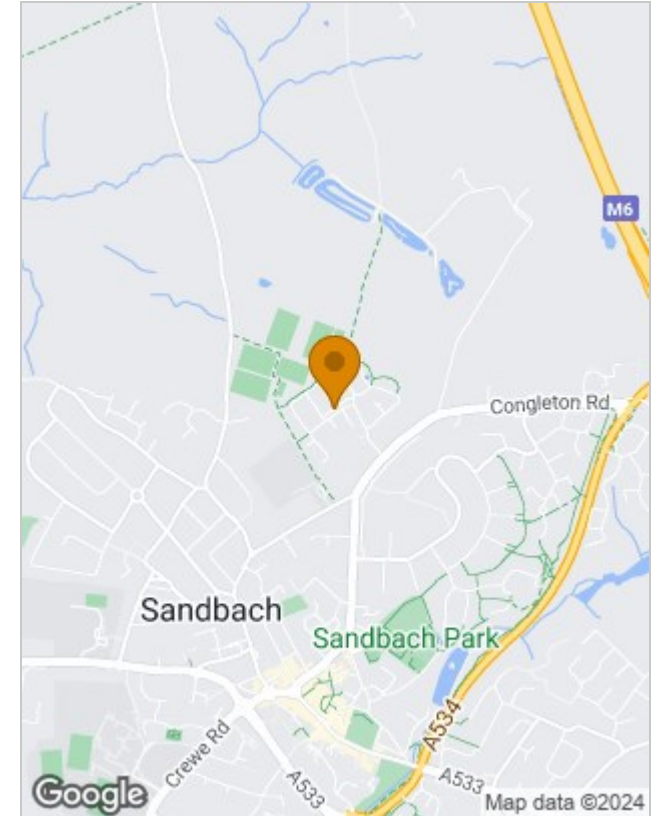 M6
Congleton Rd
Sandbach
Sandbach Park
A534
Crewe Rd
A533
A533
Google
Map data ©2024